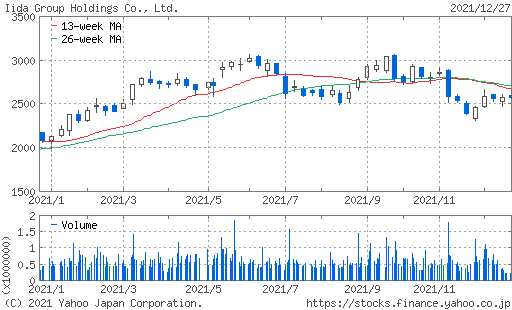 Iida Group Holdings Co., Ltd. 2021/12/27
3500
13-week MA
26-week MA
3000
2500
2000
1500
2021/1 2021/3 2021/5 2021/7 2021/9 2021/11
2
Volume
1.5
1
0.5
0
(x1000000)
2021/1 2021/3 2021/5 2021/7 2021/9 2021/11
(C) 2021 Yahoo Japan Corporation. https://stocks.finance.yahoo.co.jp/